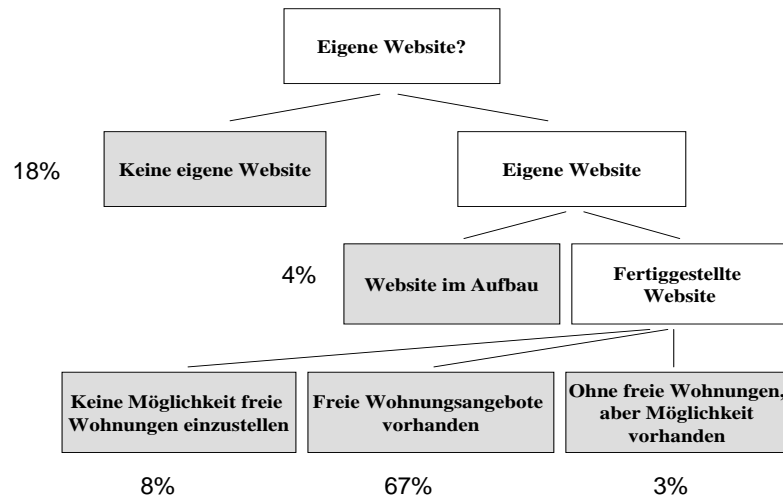 Eigene Website?
18%
Keine eigene Website
Eigene Website
4%
Website im Aufbau
Fertiggestellte
Website
Keine Möglichkeit freie
Wohnungen einzustellen
Freie Wohnungsangebote
vorhanden
Ohne freie Wohnungen,
aber Möglichkeit
vorhanden
8%
67%
3%